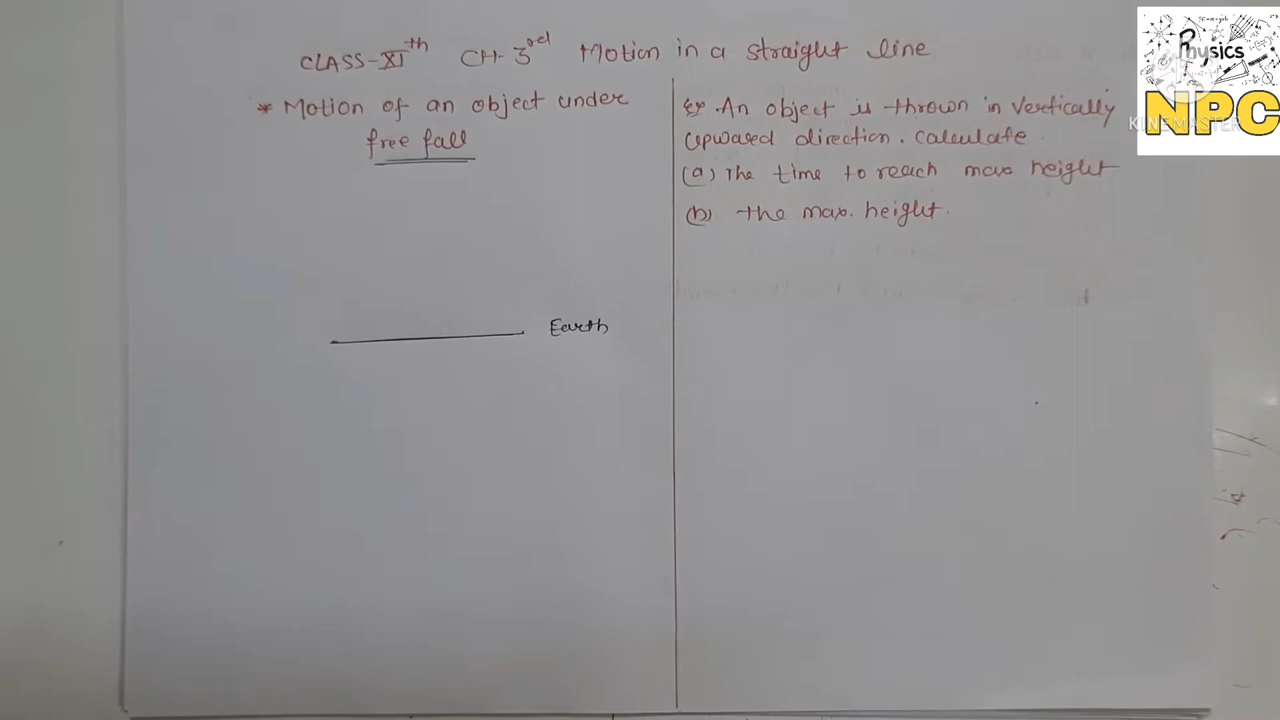 CLASS-XIth CH-3rd Motion in a straight line
* Motion of an object under
free fall
Earth
Ex. An object is thrown in vertically
upward direction. Calculate
(a) The time to reach max height
(b) the max. height.
Physics
NPC
KINEMASTER